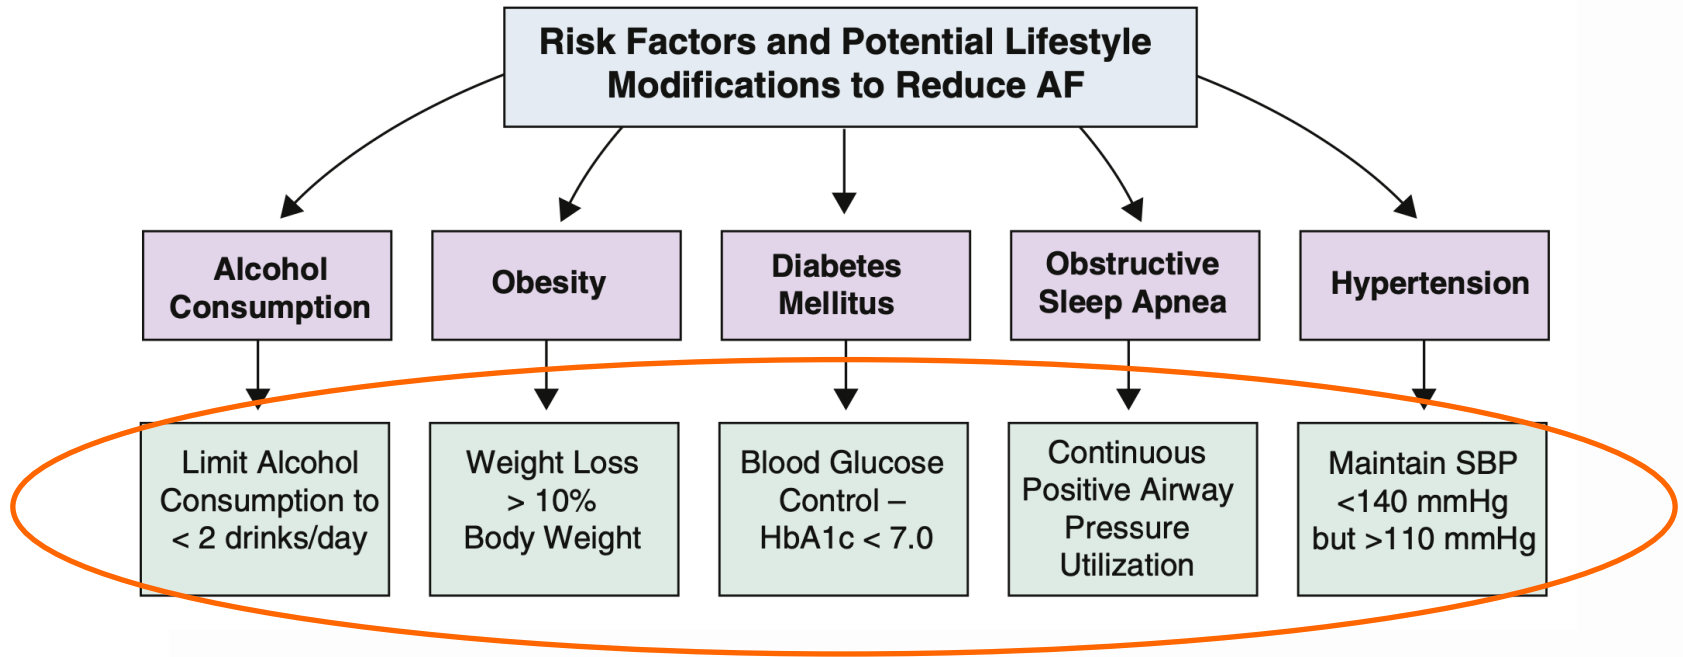 Risk Factors and Potential Lifestyle
Modifications to Reduce AF
Alcohol
Consumption
Obesity
Diabetes
Mellitus
Obstructive
Sleep Apnea
Hypertension
Limit Alcohol
Consumption to
< 2 drinks/day
Weight Loss
> 10%
Body Weight
Blood Glucose
Control –
HbA1c < 7.0
Continuous
Positive Airway
Pressure
Utilization
Maintain SBP
<140 mmHg
but >110 mmHg